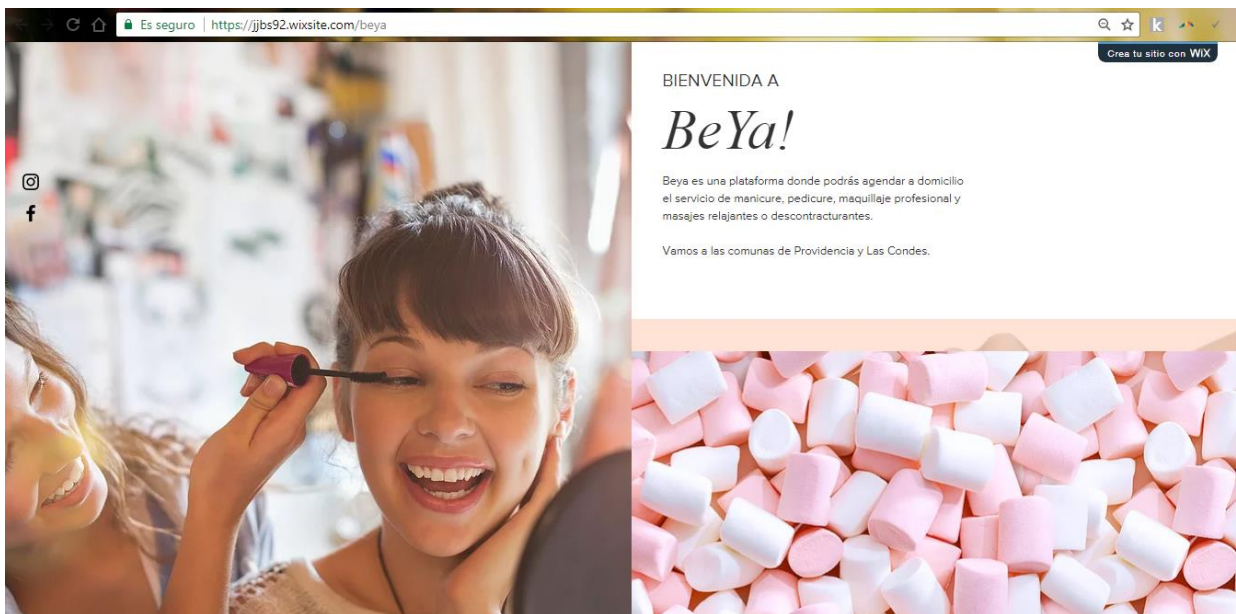 Es seguro | https://jjbs92.wixsite.com/beya
Crea tu sitio con WiX
BIENVENIDA A
BeYa!
Beya es una plataforma donde podrás agendar a domicilio
el servicio de manicure, pedicure, maquillaje profesional y
masajes relajantes o descontracturantes.
Vamos a las comunas de Providencia y Las Condes.